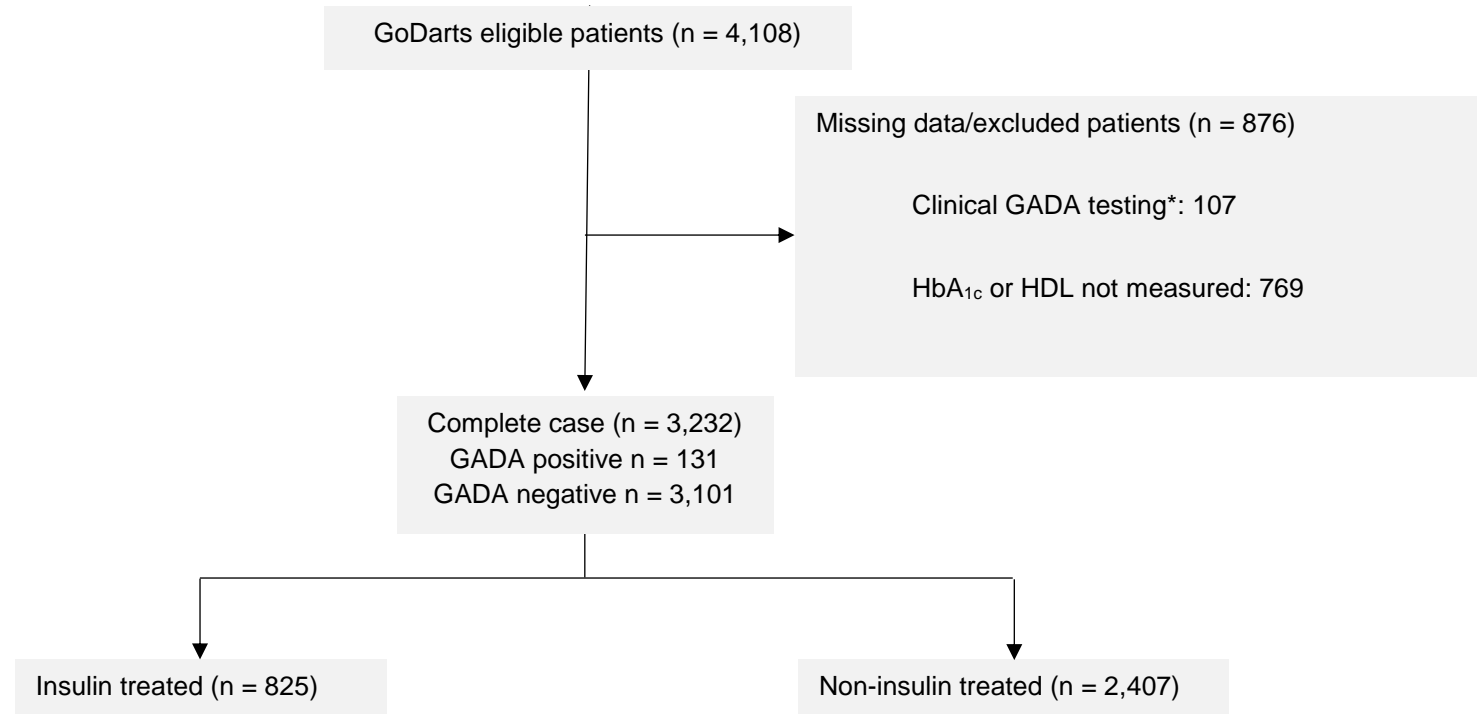 GoDarts eligible patients (n = 4,108)
Missing data/excluded patients (n = 876)
Clinical GADA testing*: 107
HbA1c or HDL not measured: 769
Complete case (n = 3,232)
GADA positive n = 131
GADA negative n = 3,101
Insulin treated (n = 825)
Non-insulin treated (n = 2,407)